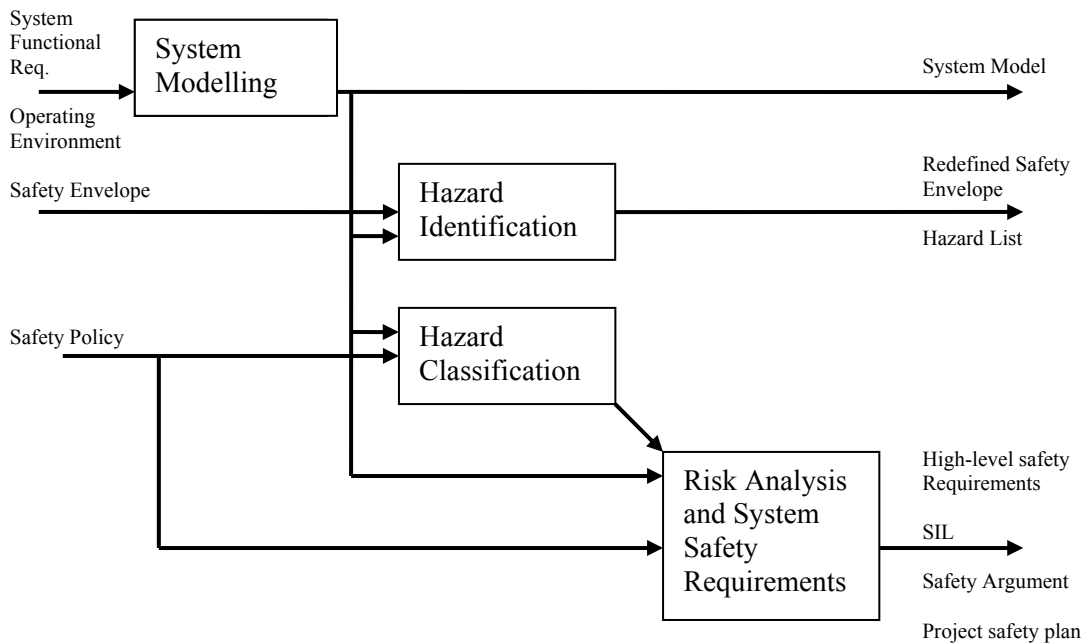 System
Functional
Req.
Operating
Environment
System
Modelling
System Model
Safety Envelope
Hazard
Identification
Redefined Safety
Envelope
Hazard List
Safety Policy
Hazard
Classification
Risk Analysis
and System
Safety
Requirements
High-level safety
Requirements
SIL
Safety Argument
Project safety plan